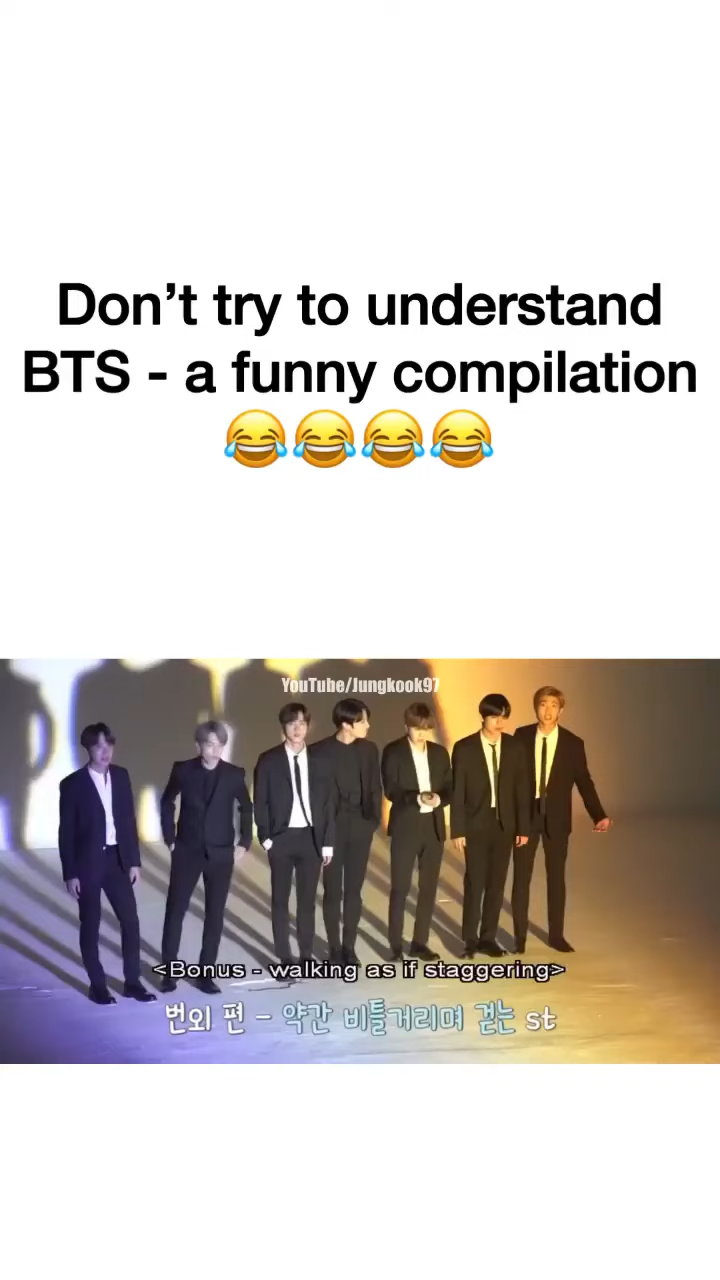 Don’t try to understand
BTS - a funny compilation
😂😂😂😂
YouTube/Jungkook97
<Bonus - walking as if staggering>
번외 편 - 약간 비틀거리며 걷는 st